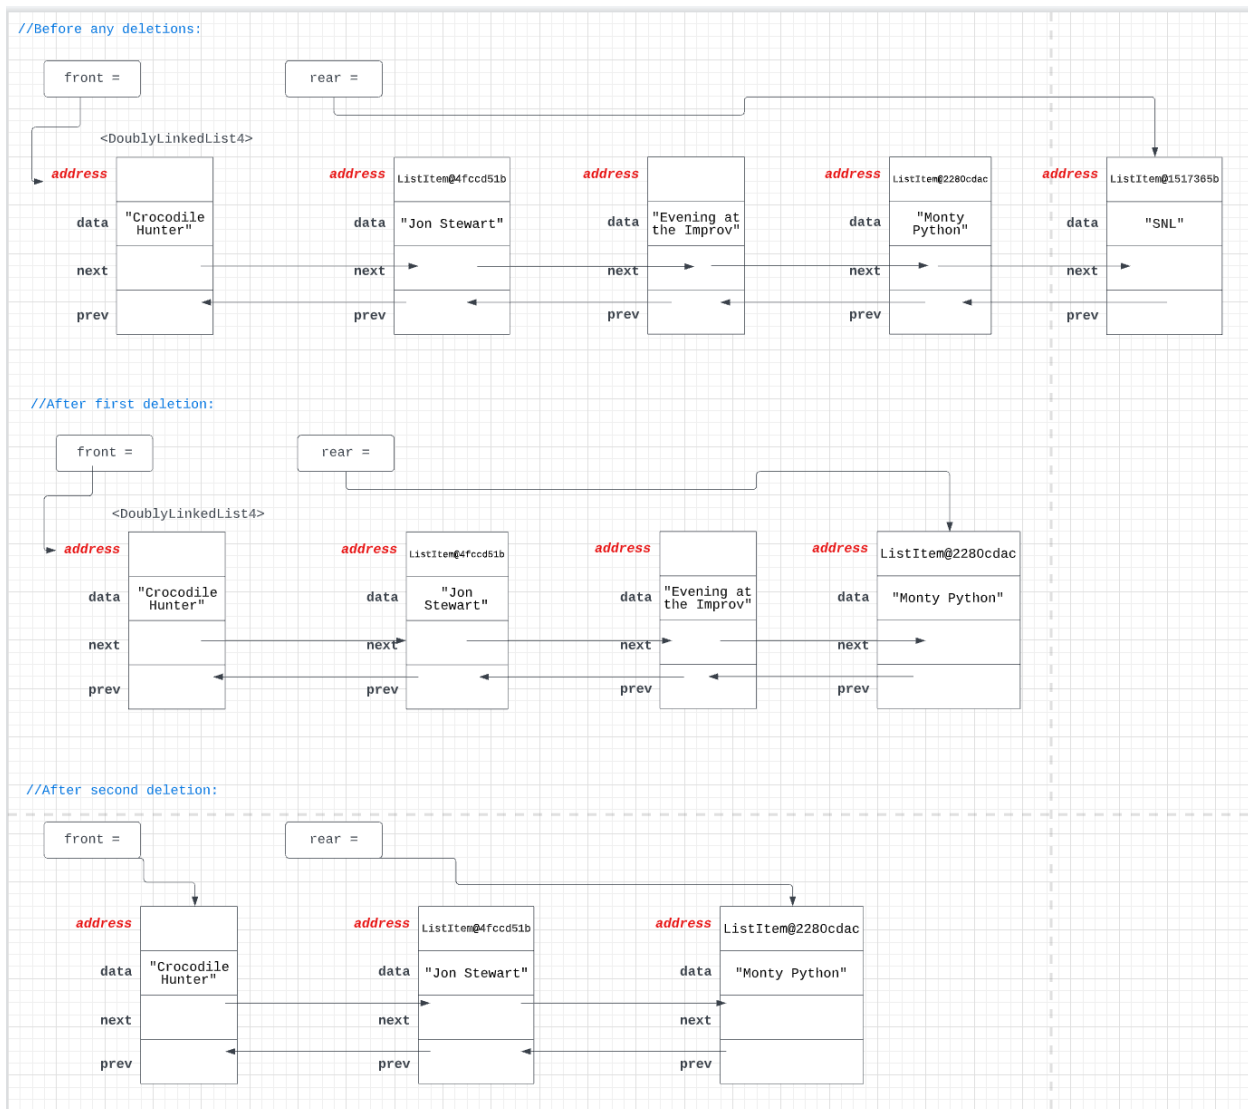 //Before any deletions:
front =
rear =
<DoublyLinkedList4>
address
address
ListItem@4fccd51b
address
address
ListItem@2280cdac
address
ListItem@1517365b
data
"Crocodile
Hunter"
data
"Jon Stewart"
data
"Evening at
the Improv"
data
"Monty
Python"
data
"SNL"
next
next
next
next
next
prev
prev
prev
prev
prev
//After first deletion:
front =
rear =
<DoublyLinkedList4>
address
address
ListItem@4fccd51b
address
address
ListItem@2280cdac
data
"Crocodile
Hunter"
data
"Jon
Stewart"
data
"Evening at
the Improv"
data
"Monty Python"
next
next
next
next
prev
prev
prev
prev
//After second deletion:
front =
rear =
address
address
ListItem@4fccd51b
address
ListItem@2280cdac
data
"Crocodile
Hunter"
data
"Jon Stewart"
data
"Monty Python"
next
next
next
prev
prev
prev